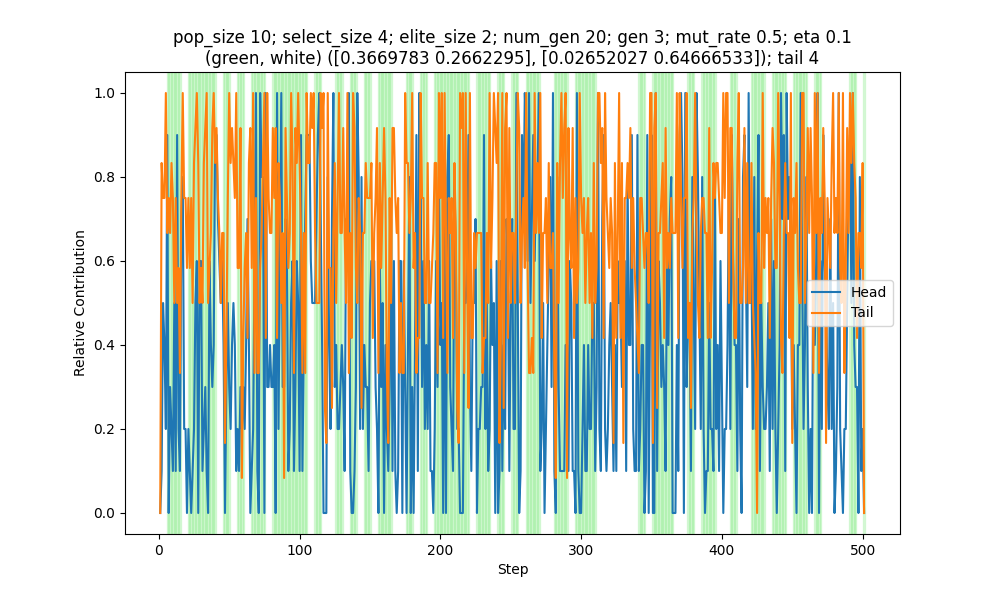 pop_size 10; select_size 4; elite_size 2; num_gen 20; gen 3; mut_rate 0.5; eta 0.1
(green, white) ([0.3669783 0.2662295], [0.02652027 0.64666533]); tail 4
1.0
0.8
0.6
0.4
0.2
0.0
Relative Contribution
Head
Tail
0 100 200 300 400 500
Step